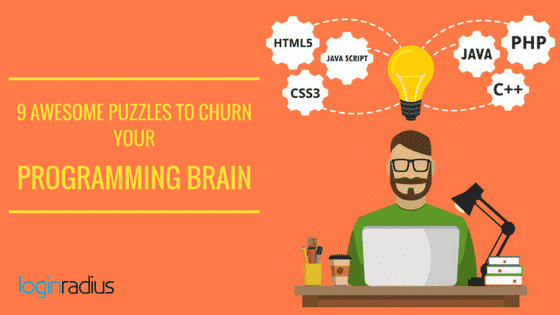 9 AWESOME PUZZLES TO CHURN
YOUR
PROGRAMMING BRAIN
loginradius
HTML5
JAVA SCRIPT
CSS3
JAVA
PHP
C++